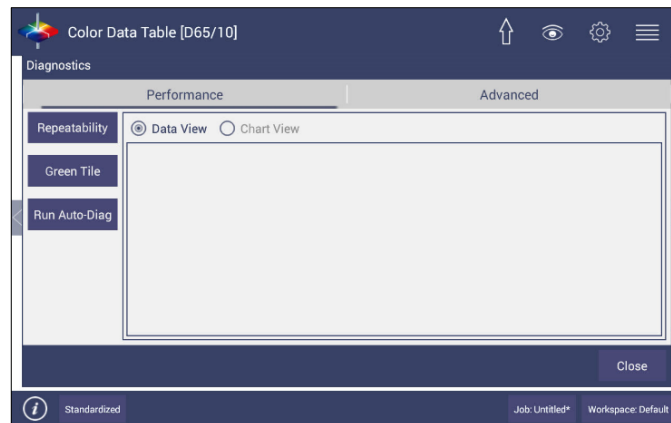 Color Data Table [D65/10]
Diagnostics
Performance
Advanced
Repeatability
Data View
Chart View
Green Tile
Run Auto-Diag
Close
i
Standardized
Job: Untitled*
Workspace: Default